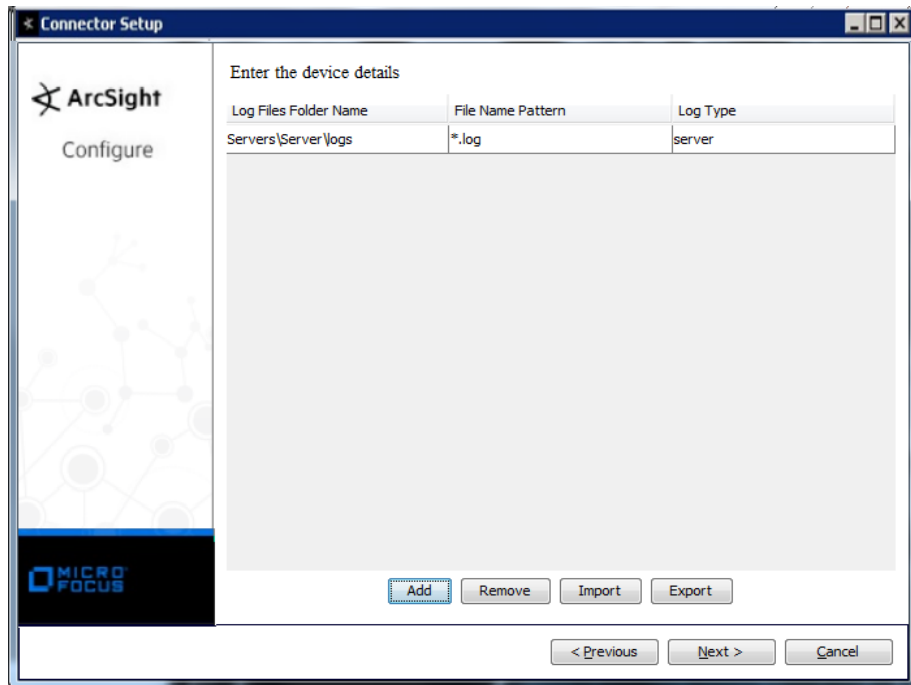 Connector Setup
ArcSight
Configure
Enter the device details
Log Files Folder Name File Name Pattern Log Type
Servers\Server\logs *.log server
MICRO
FOCUS
Add Remove Import Export
< Previous Next > Cancel